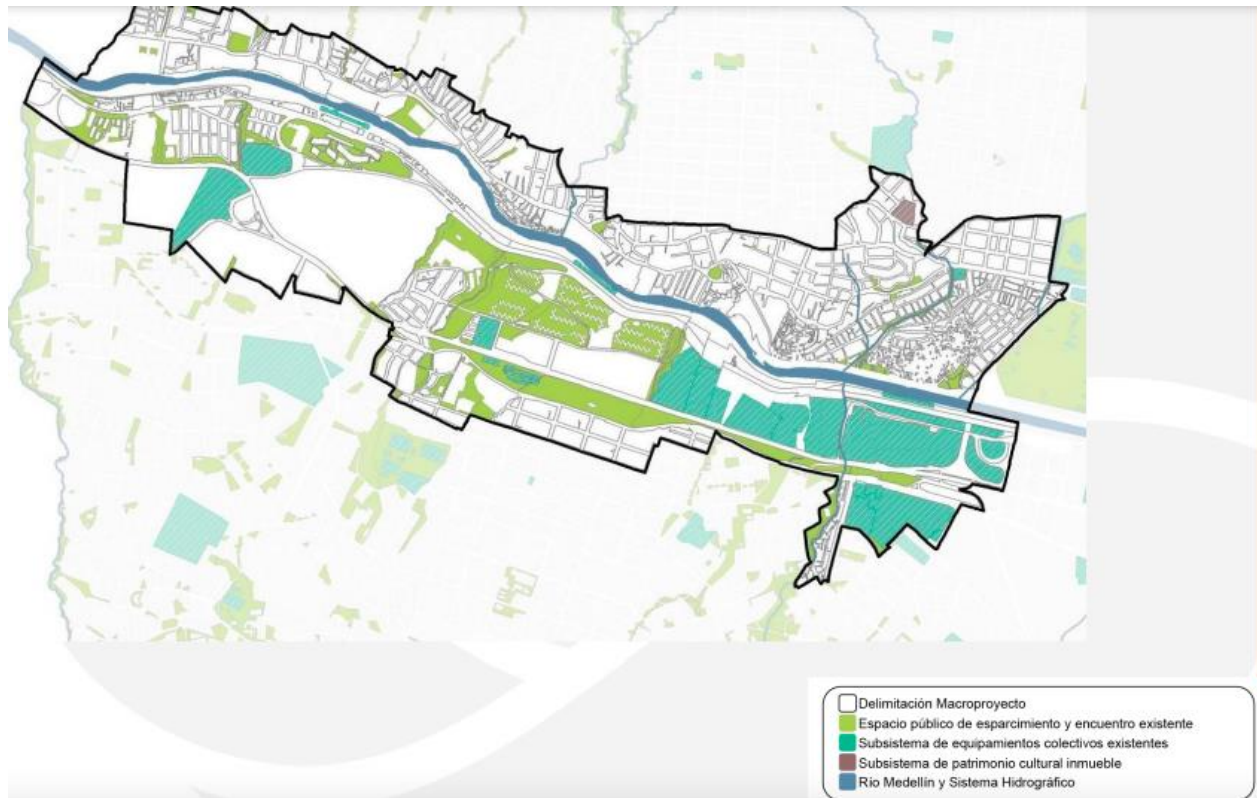 Delimitación Macroproyecto
Espacio público de esparcimiento y encuentro existente
Subsistema de equipamientos colectivos existentes
Subsistema de patrimonio cultural inmueble
Río Medellín y Sistema Hidrográfico